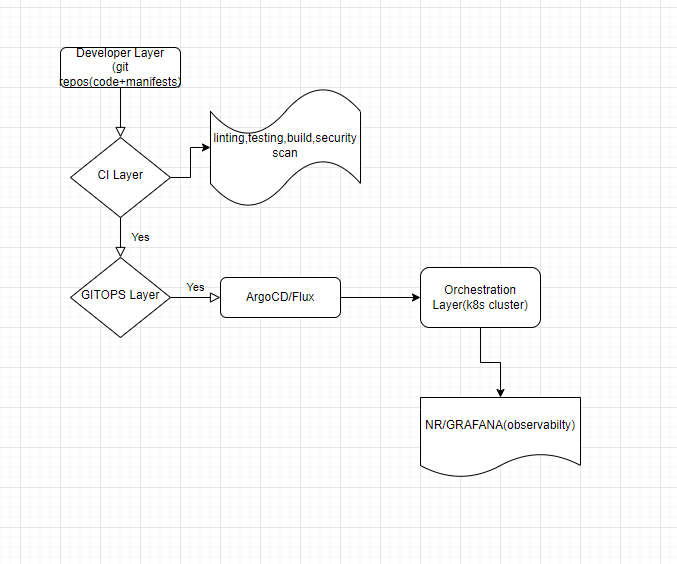 Developer Layer
(git
repos(code+manifests)
linting,testing,build,security
scan
CI Layer
Yes
GITOPS Layer
Yes
ArgoCD/Flux
Orchestration
Layer(k8s cluster)
NR/GRAFANA(observabilty)